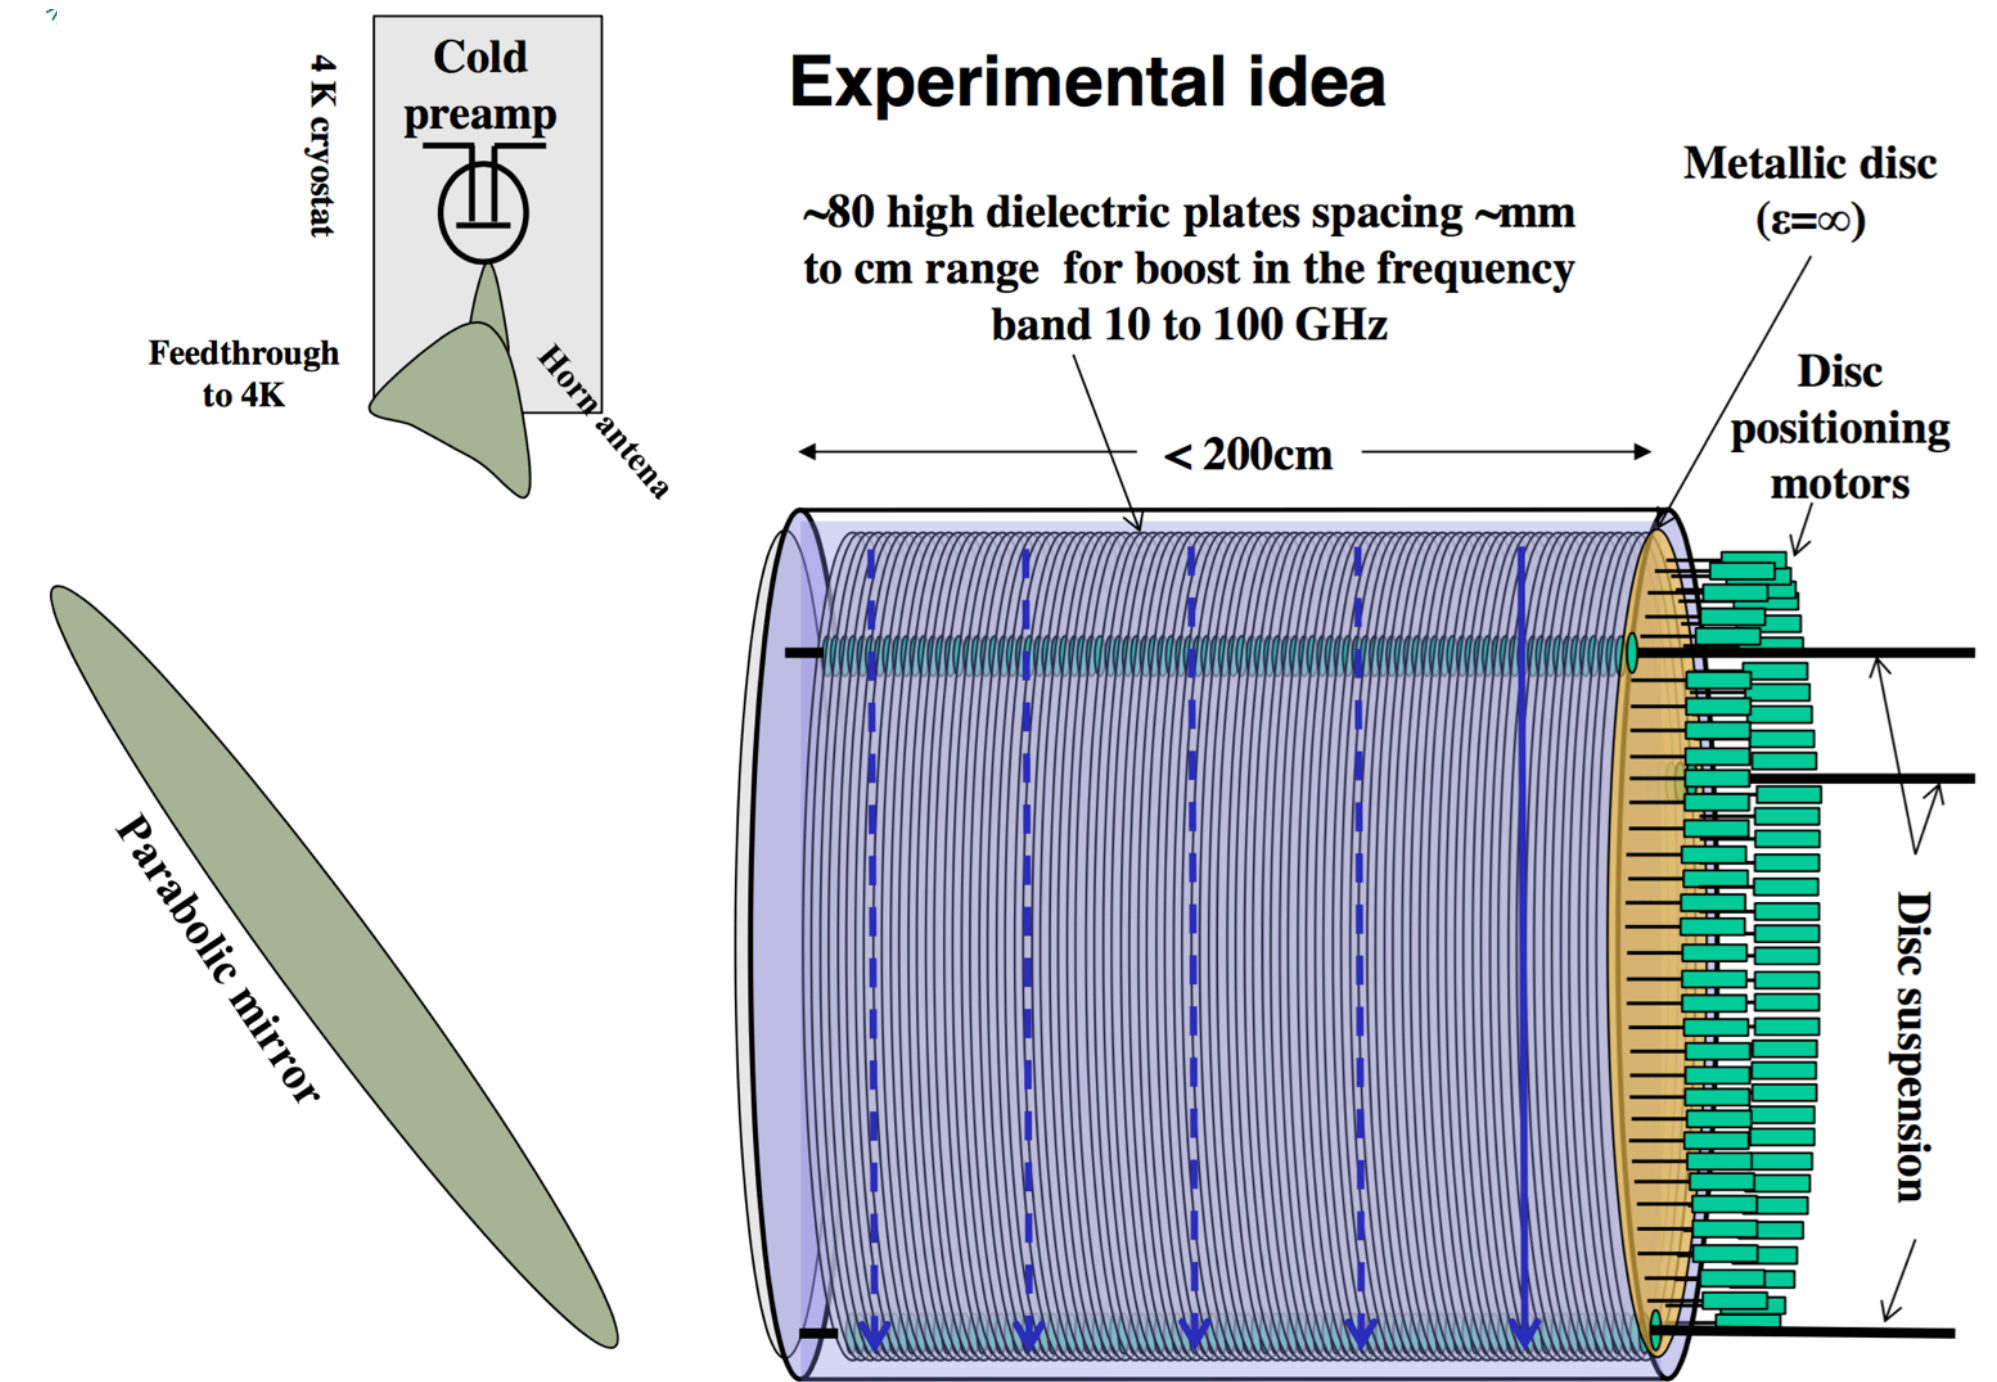 Cold
preamp
4 K cryostat
Experimental idea
Metallic disc
(ε=∞)
~80 high dielectric plates spacing ~mm
to cm range for boost in the frequency
band 10 to 100 GHz
Feedthrough
to 4K
Horn antena
Disc
positioning
motors
< 200cm
Parabolic mirror
Disc suspension